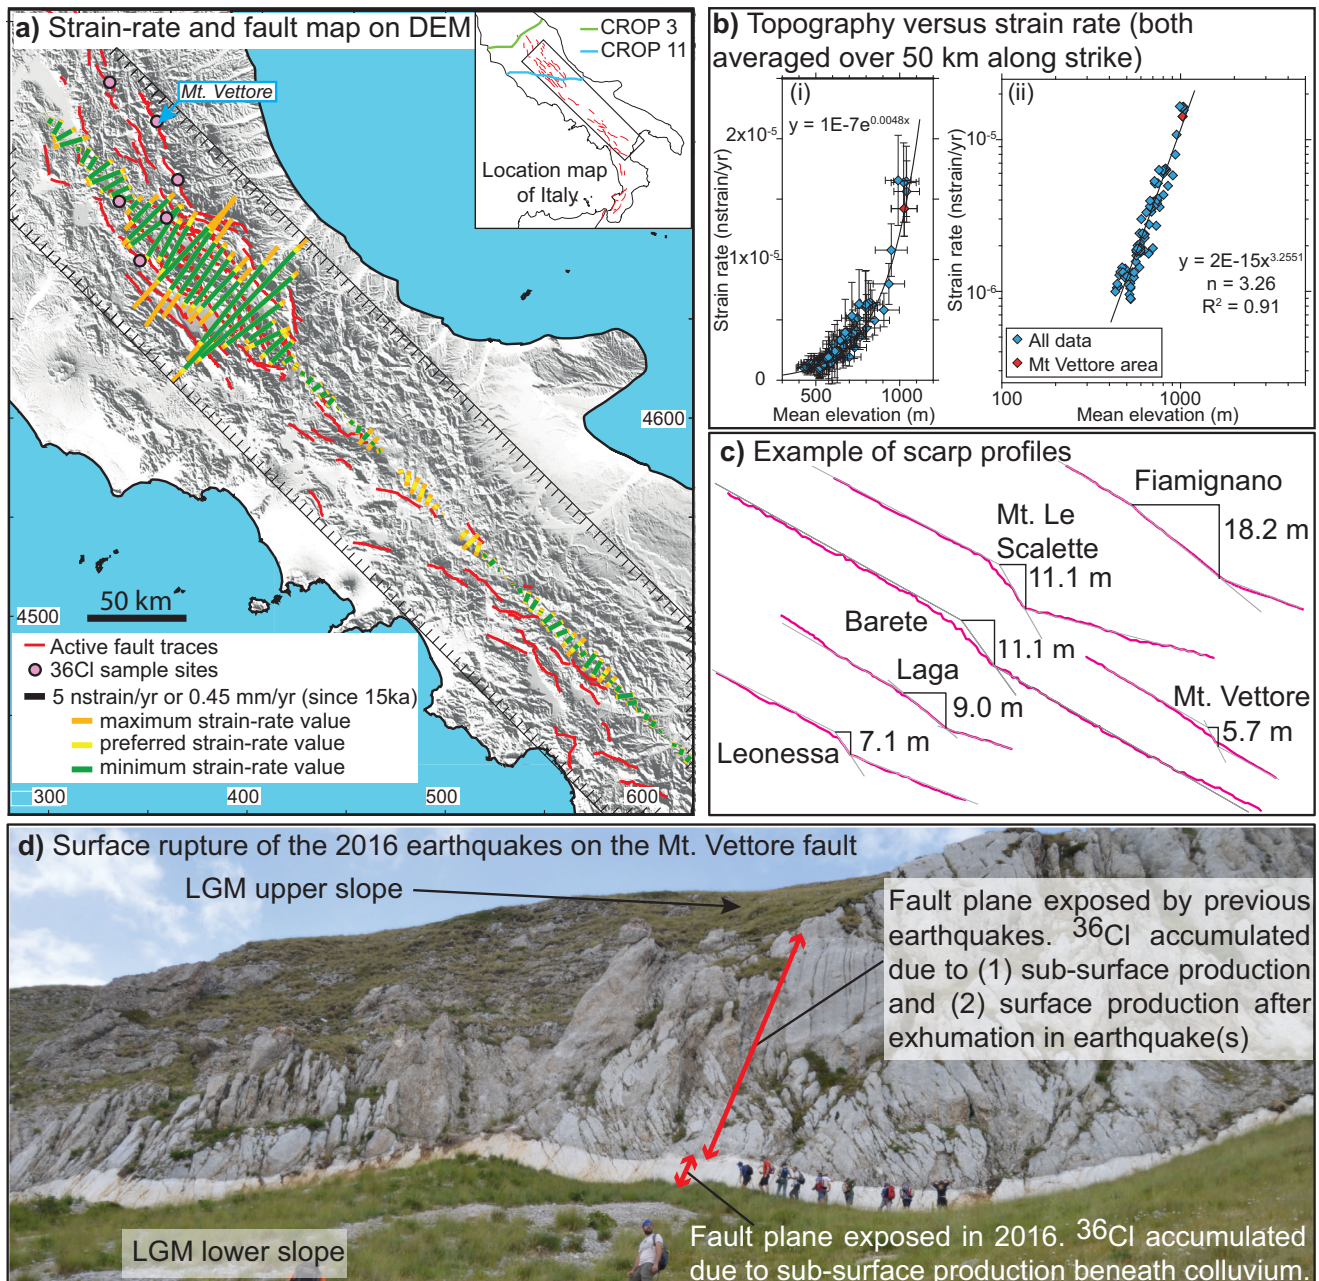 a) Strain-rate and fault map on DEM
CROP 3
CROP 11
Mt. Vettore
Location map
of Italy
4600
4500
50 km
Active fault traces
36Cl sample sites
5 nstrain/yr or 0.45 mm/yr (since 15ka)
maximum strain-rate value
preferred strain-rate value
minimum strain-rate value
300
400
500
600
b) Topography versus strain rate (both
averaged over 50 km along strike)
(i)
y = 1E-7e^0.0048x
2x10^-5
1x10^-5
0
Strain rate (nstrain/yr)
500
1000
Mean elevation (m)
(ii)
10^-5
10^-6
Strain rate (nstrain/yr)
y = 2E-15x^3.2551
n = 3.26
R² = 0.91
All data
Mt Vettore area
100
1000
Mean elevation (m)
c) Example of scarp profiles
Fiamignano
18.2 m
Mt. Le
Scalette
11.1 m
Barete
11.1 m
Laga
9.0 m
Mt. Vettore
5.7 m
Leonessa
7.1 m
d) Surface rupture of the 2016 earthquakes on the Mt. Vettore fault
LGM upper slope
Fault plane exposed by previous
earthquakes. ³⁶Cl accumulated
due to (1) sub-surface production
and (2) surface production after
exhumation in earthquake(s)
LGM lower slope
Fault plane exposed in 2016. ³⁶Cl accumulated
due to sub-surface production beneath colluvium.